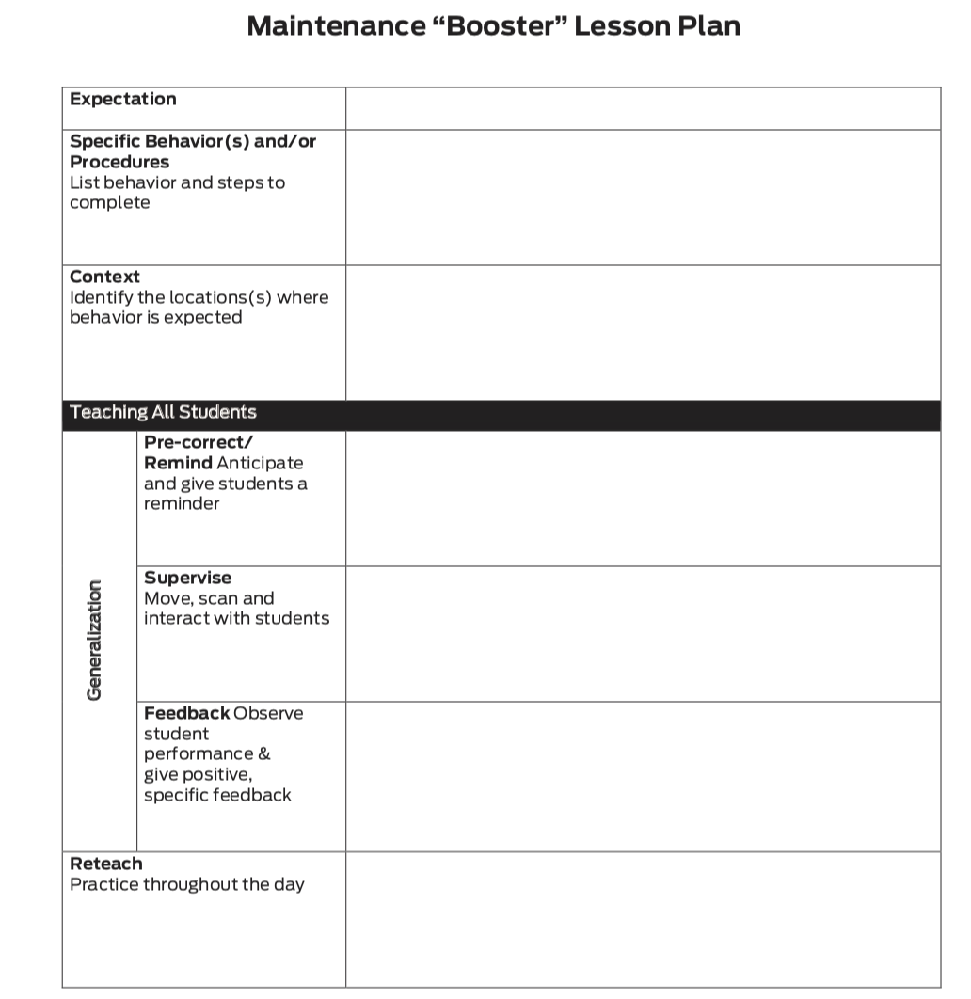 Maintenance “Booster” Lesson Plan
Expectation
Specific Behavior(s) and/or
Procedures
List behavior and steps to
complete
Context
Identify the locations(s) where
behavior is expected
Teaching All Students
Generalization
Pre-correct/
Remind Anticipate
and give students a
reminder
Supervise
Move, scan and
interact with students
Feedback Observe
student
performance &
give positive,
specific feedback
Reteach
Practice throughout the day